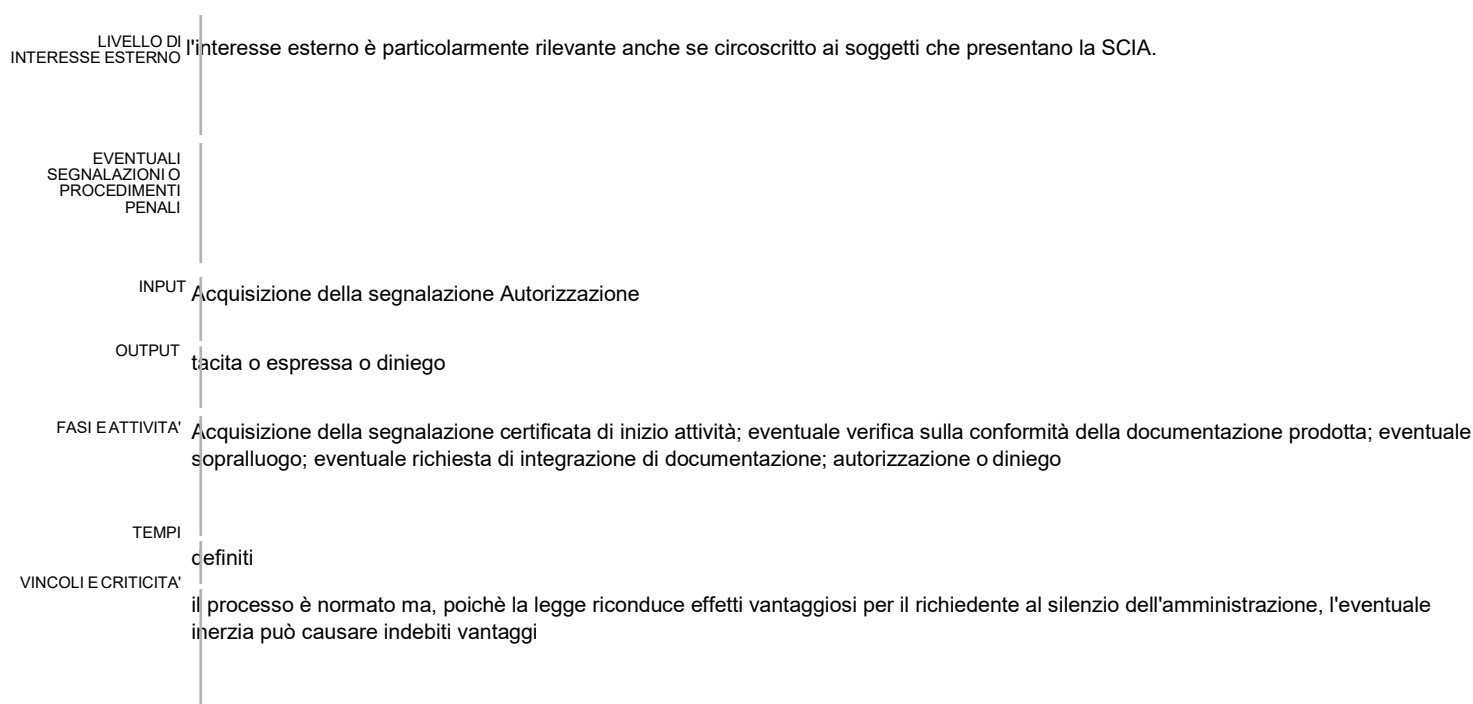 LIVELLO DI
INTERESSE ESTERNO
l'interesse esterno è particolarmente rilevante anche se circoscritto ai soggetti che presentano la SCIA.
EVENTUALI
SEGNALAZIONI O
PROCEDIMENTI
PENALI
INPUT
Acquisizione della segnalazione Autorizzazione
OUTPUT
tacita o espressa o diniego
FASI E ATTIVITA'
Acquisizione della segnalazione certificata di inizio attività; eventuale verifica sulla conformità della documentazione prodotta; eventuale
sopralluogo; eventuale richiesta di integrazione di documentazione; autorizzazione o diniego
TEMPI
definiti
VINCOLI E CRITICITA'
il processo è normato ma, poichè la legge riconduce effetti vantaggiosi per il richiedente al silenzio dell'amministrazione, l'eventuale
inerzia può causare indebiti vantaggi